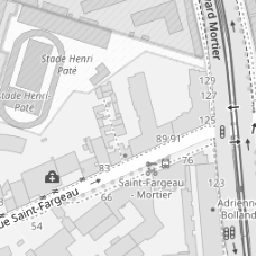 ard Mortier
Stade Henri
Paté
Stade Henri-
Paté
129
127
125
89
91
83
76
Saint-Fargeau
- Mortier
66
123
ue Saint-Fargeau
54
Adrienne
Bolland